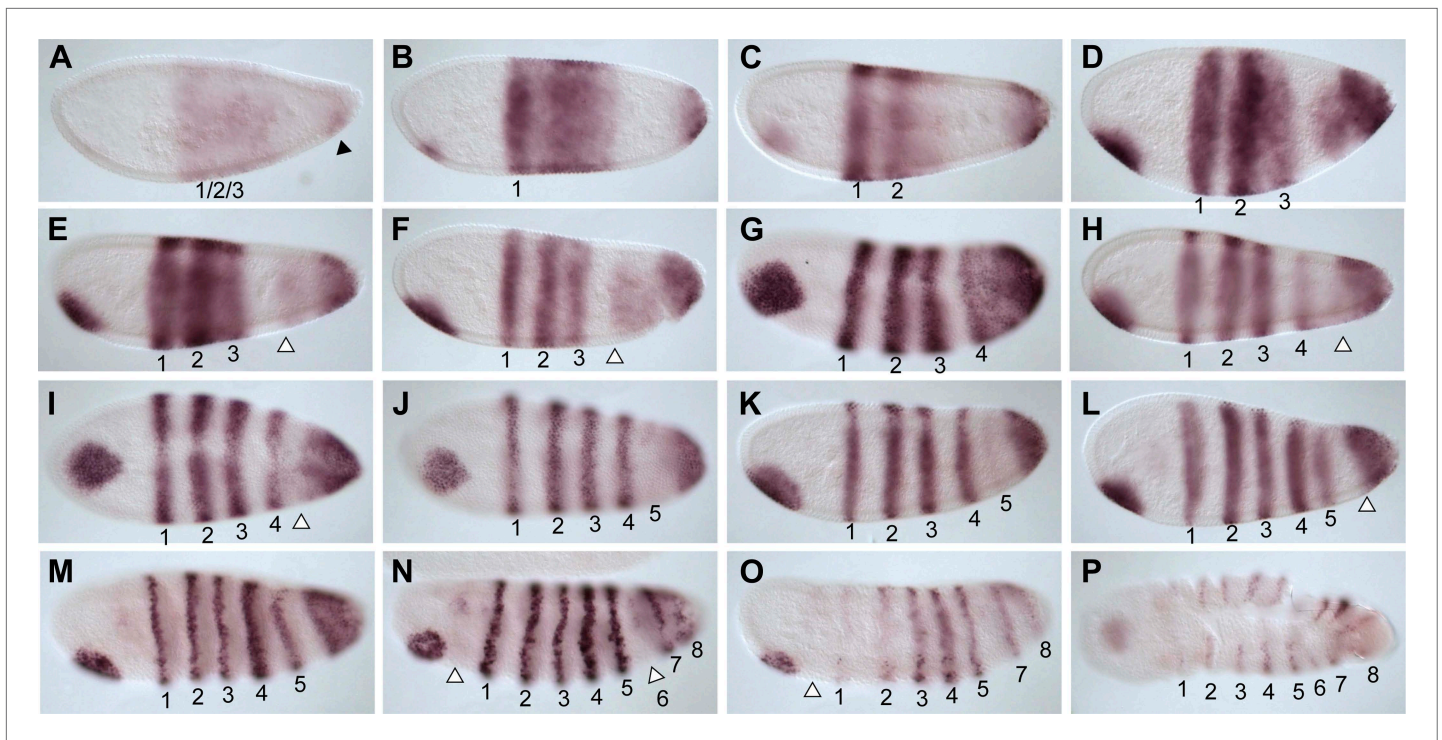 A B C D
1/2/3 1 1 2 1 2 3
E F G H
1 2 3 1 2 3 1 2 3 4 1 2 3 4
I J K L
1 2 3 4 1 2 3 4 5 1 2 3 4 5 1 2 3 4 5
M N O P
1 2 3 4 5 1 2 3 4 5 6 7 8 1 2 3 4 5 7 8 1 2 3 4 5 6 7 8